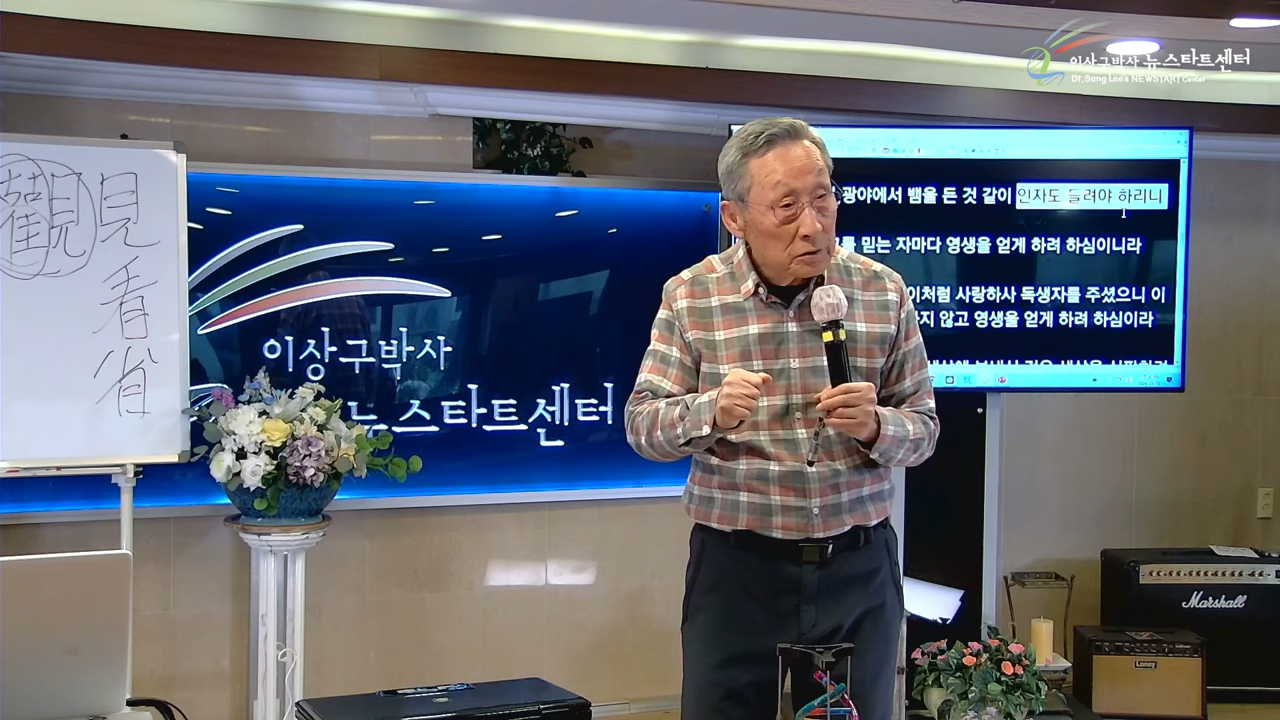 이상구박사 뉴스타트센터
Dr. Sang Lee's NEWSTART Center
觀見
看
省
이상구박사
뉴스타트센터
광야에서 뱀을 든 것 같이 인자도 들려야 하리니
믿는 자마다 영생을 얻게 하려 하심이니라
이처럼 사랑하사 독생자를 주셨으니 이
않고 영생을 얻게 하려 하심이라
Marshall
Laney